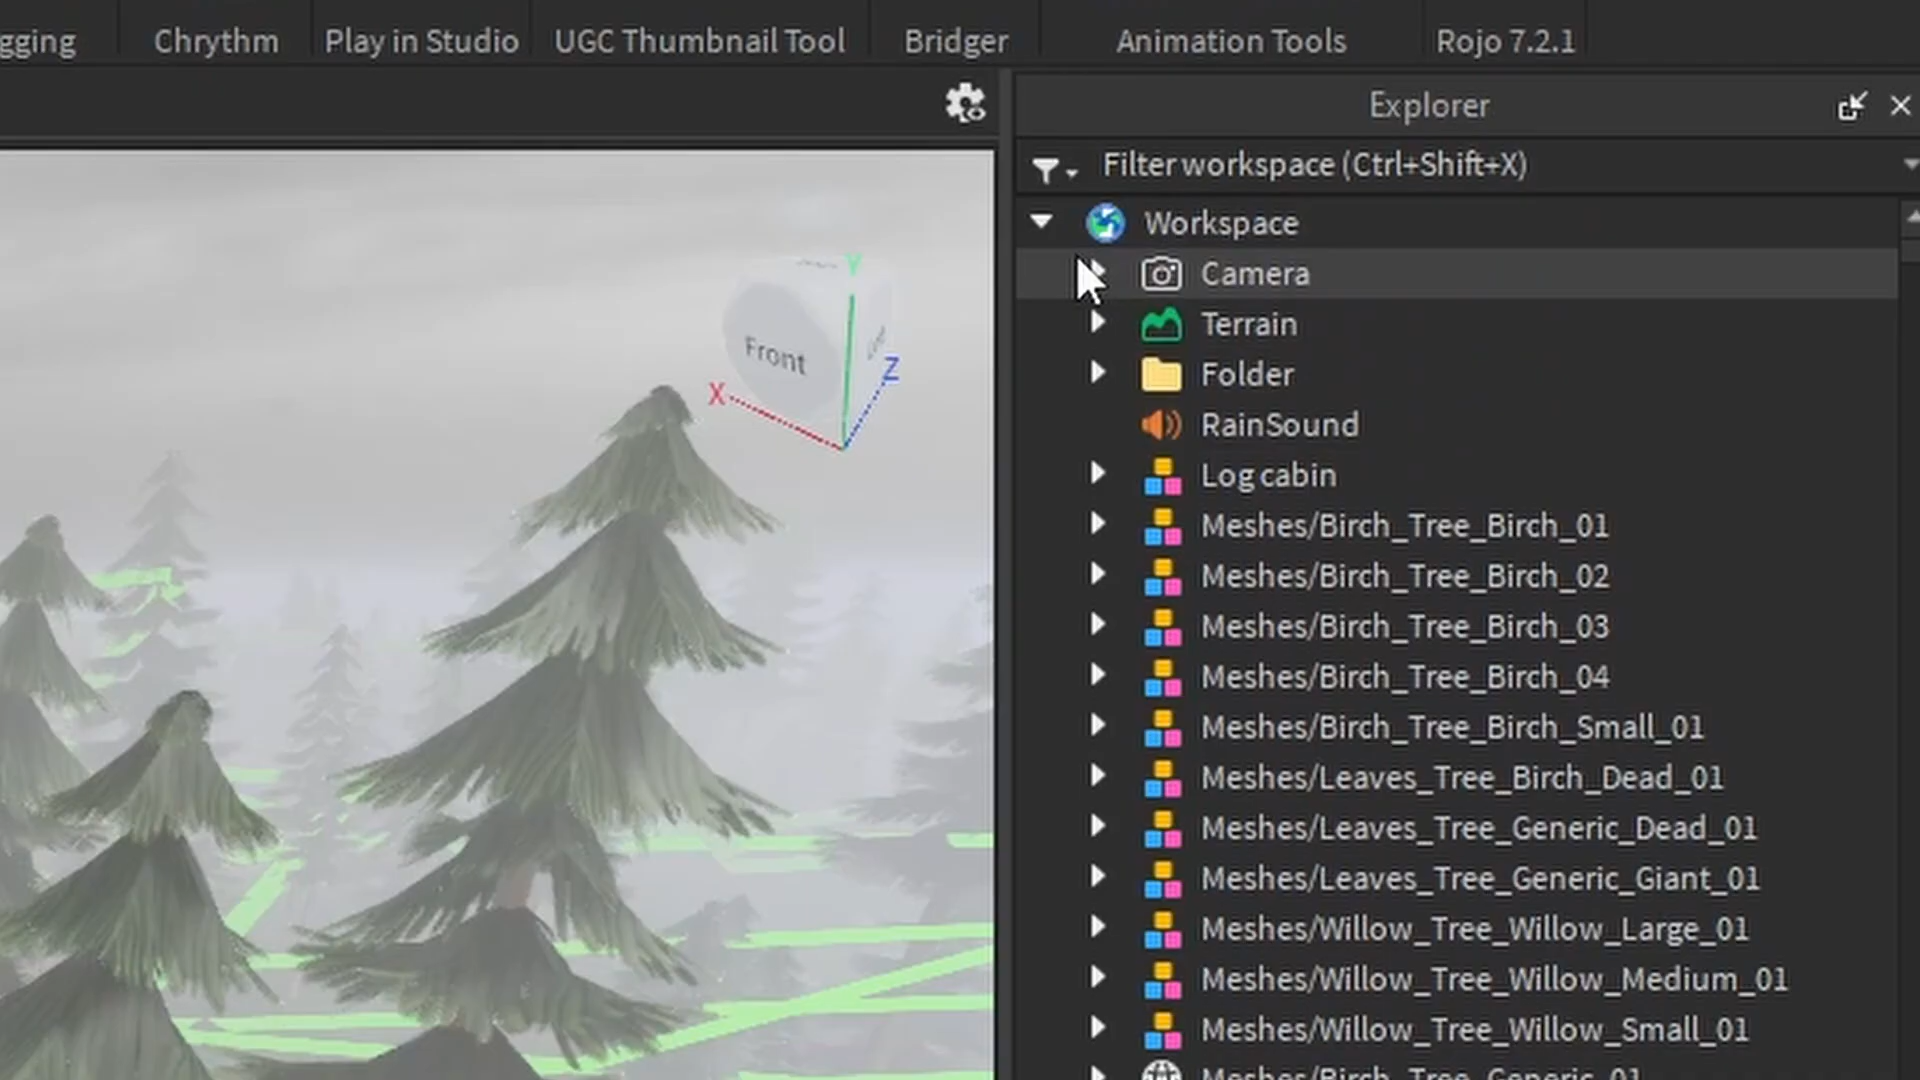 gging Chrythm Play in Studio UGC Thumbnail Tool Bridger Animation Tools Rojo 7.2.1
Explorer
Filter workspace (Ctrl+Shift+X)
Workspace
Camera
Terrain
Folder
RainSound
Log cabin
Meshes/Birch_Tree_Birch_01
Meshes/Birch_Tree_Birch_02
Meshes/Birch_Tree_Birch_03
Meshes/Birch_Tree_Birch_04
Meshes/Birch_Tree_Birch_Small_01
Meshes/Leaves_Tree_Birch_Dead_01
Meshes/Leaves_Tree_Generic_Dead_01
Meshes/Leaves_Tree_Generic_Giant_01
Meshes/Willow_Tree_Willow_Large_01
Meshes/Willow_Tree_Willow_Medium_01
Meshes/Willow_Tree_Willow_Small_01
Meshes/Birch_Tree_Generic_01
Y
Front
Z
X